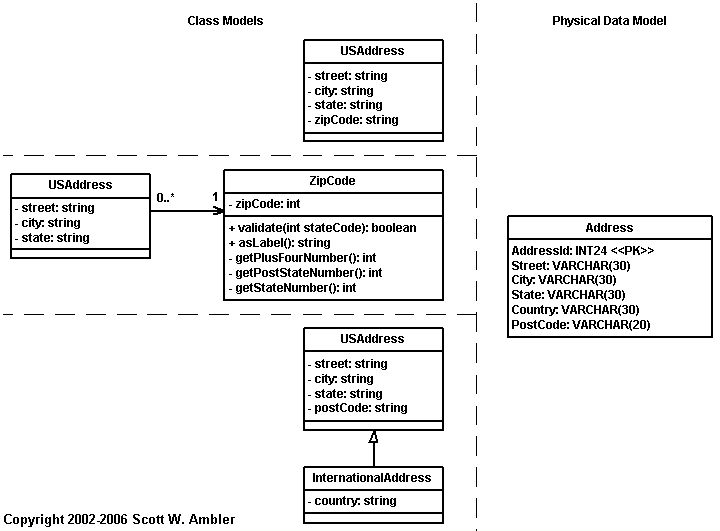 Class Models
Physical Data Model
USAddress
- street: string
- city: string
- state: string
- zipCode: string
USAddress
- street: string
- city: string
- state: string
0..*
1
ZipCode
- zipCode: int
+ validate(int stateCode): boolean
+ asLabel(): string
- getPlusFourNumber(): int
- getPostStateNumber(): int
- getStateNumber(): int
Address
AddressId: INT24 <<PK>>
Street: VARCHAR(30)
City: VARCHAR(30)
State: VARCHAR(30)
Country: VARCHAR(30)
PostCode: VARCHAR(20)
USAddress
- street: string
- city: string
- state: string
- postCode: string
InternationalAddress
- country: string
Copyright 2002-2006 Scott W. Ambler